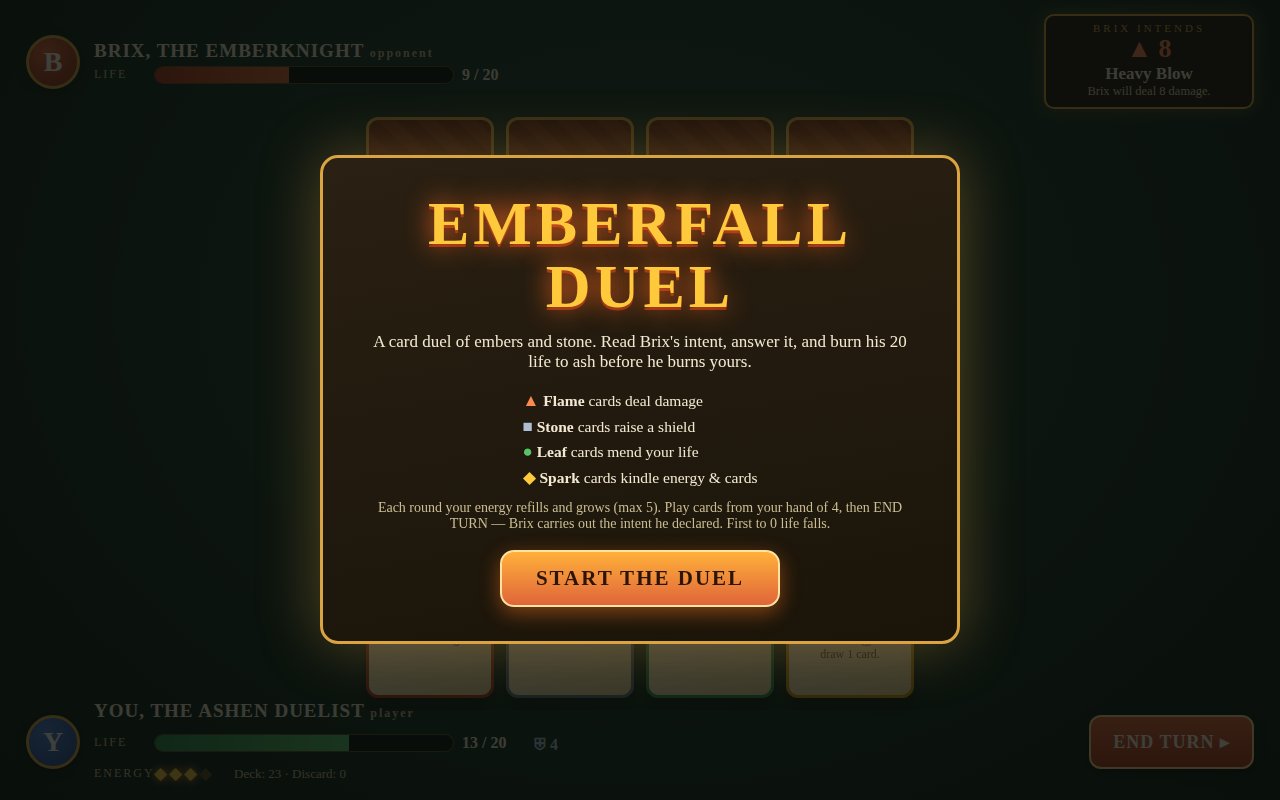 B
BRIX, THE EMBERKNIGHT opponent
LIFE 9 / 20
BRIX INTENDS
▲ 8
Heavy Blow
Brix will deal 8 damage.
EMBERFALL
DUEL
A card duel of embers and stone. Read Brix's intent, answer it, and burn his 20
life to ash before he burns yours.
▲ Flame cards deal damage
■ Stone cards raise a shield
● Leaf cards mend your life
◆ Spark cards kindle energy & cards
Each round your energy refills and grows (max 5). Play cards from your hand of 4, then END
TURN — Brix carries out the intent he declared. First to 0 life falls.
START THE DUEL
draw 1 card.
Y
YOU, THE ASHEN DUELIST player
LIFE 13 / 20 ⛨ 4
ENERGY ◆◆◆◆ Deck: 23 · Discard: 0
END TURN ▸